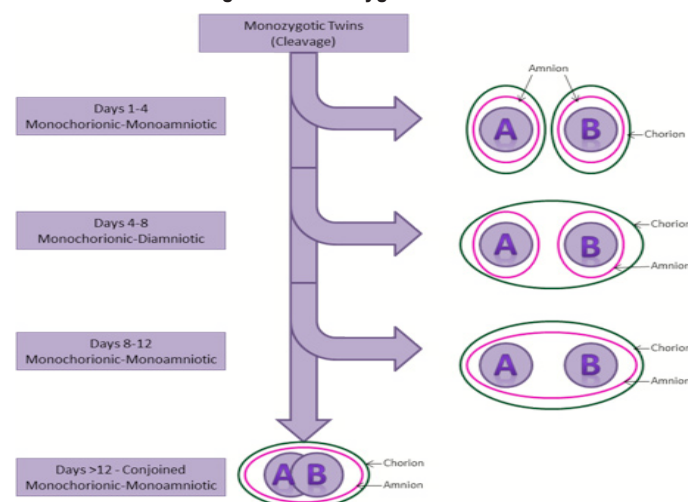 Monozygotic Twins
(Cleavage)
Days 1-4
Monochorionic-Monoamniotic
Amnion
A
B
Chorion
Days 4-8
Monochorionic-Diamniotic
Chorion
A
B
Amnion
Days 8-12
Monochorionic-Monoamniotic
Chorion
A
B
Amnion
Days >12 - Conjoined
Monochorionic-Monoamniotic
A B
Chorion
Amnion